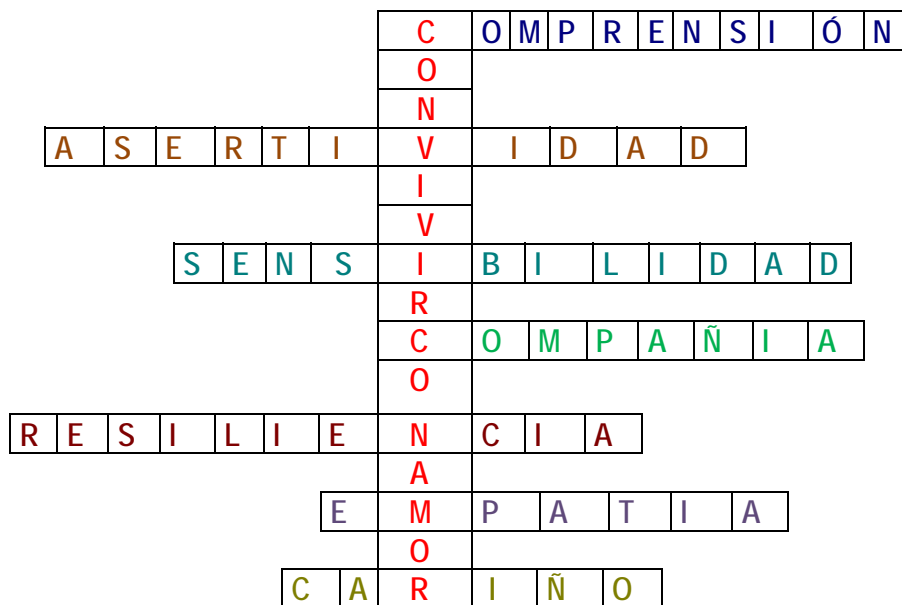 COMPRENSIÓN
O
N
ASERTIVIDAD
I
V
SENSIBILIDAD
R
COMPAÑIA
O
RESILIENCIA
A
EMPATIA
O
CARIÑO